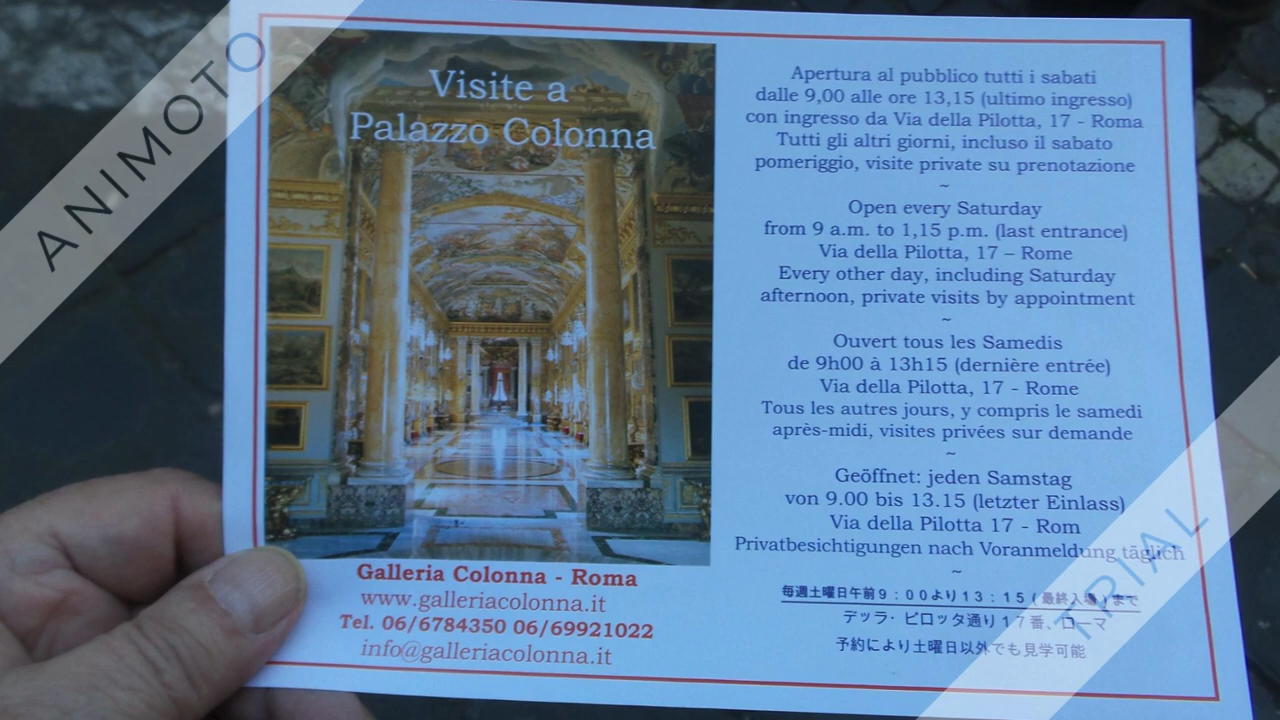 ANIMOTO
Visite a
Palazzo Colonna
Galleria Colonna - Roma
www.galleriacolonna.it
Tel. 06/6784350 06/69921022
info@galleriacolonna.it
Apertura al pubblico tutti i sabati
dalle 9,00 alle ore 13,15 (ultimo ingresso)
con ingresso da Via della Pilotta, 17 - Roma
Tutti gli altri giorni, incluso il sabato
pomeriggio, visite private su prenotazione
~
Open every Saturday
from 9 a.m. to 1,15 p.m. (last entrance)
Via della Pilotta, 17 – Rome
Every other day, including Saturday
afternoon, private visits by appointment
~
Ouvert tous les Samedis
de 9h00 à 13h15 (dernière entrée)
Via della Pilotta, 17 - Rome
Tous les autres jours, y compris le samedi
après-midi, visites privées sur demande
~
Geöffnet: jeden Samstag
von 9.00 bis 13.15 (letzter Einlass)
Via della Pilotta 17 - Rom
Privatbesichtigungen nach Voranmeldung täglich
~
毎週土曜日午前9:00より13:15(最終入場)まで
デッラ・ピロッタ通り17番、ローマ
予約により土曜日以外でも見学可能
TRIAL